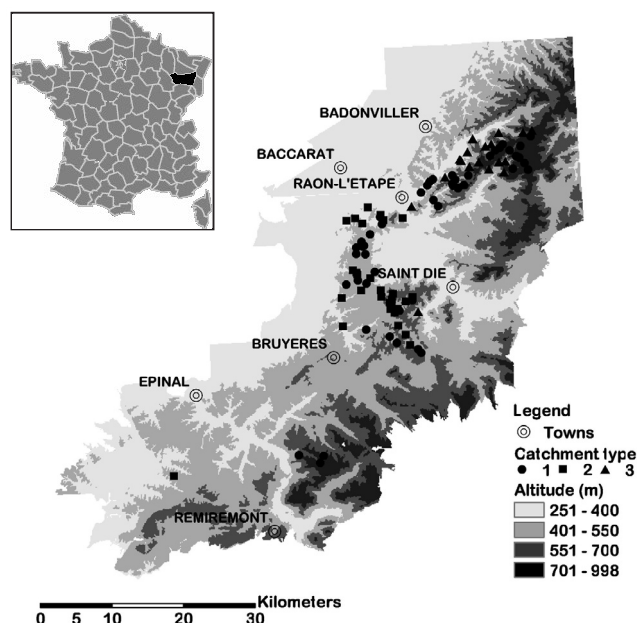 BADONVILLER
BACCARAT
RAON-L'ETAPE
SAINT DIE
BRUYERES
EPINAL
REMIREMONT
Legend
Towns
Catchment type
1 2 3
Altitude (m)
251 - 400
401 - 550
551 - 700
701 - 998
Kilometers
0 5 10 20 30